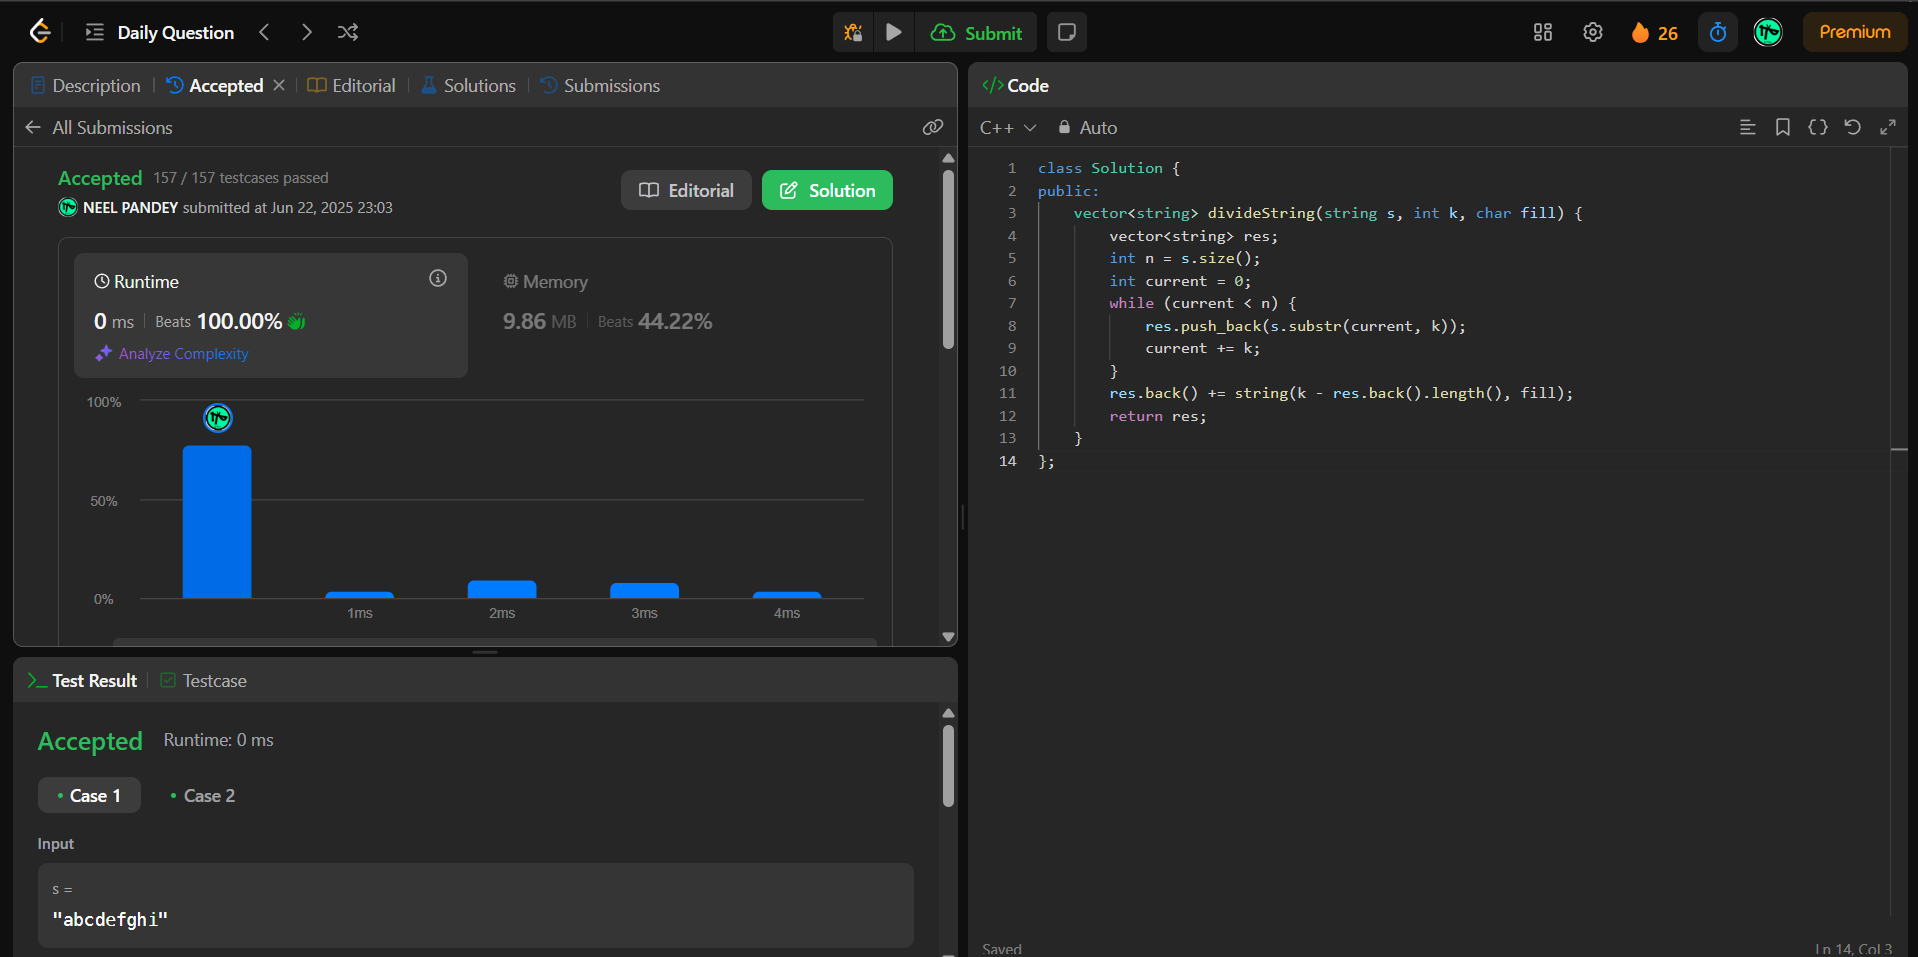 Daily Question
Submit
26
Premium
Description
Accepted
Editorial
Solutions
Submissions
All Submissions
Accepted 157 / 157 testcases passed
NEEL PANDEY submitted at Jun 22, 2025 23:03
Editorial
Solution
Runtime
0 ms Beats 100.00%
Analyze Complexity
Memory
9.86 MB Beats 44.22%
100%
50%
0%
1ms 2ms 3ms 4ms
Test Result
Testcase
Accepted Runtime: 0 ms
Case 1
Case 2
Input
s =
"abcdefghi"
</> Code
C++ Auto
1 class Solution {
2 public:
3     vector<string> divideString(string s, int k, char fill) {
4         vector<string> res;
5         int n = s.size();
6         int current = 0;
7         while (current < n) {
8             res.push_back(s.substr(current, k));
9             current += k;
10         }
11         res.back() += string(k - res.back().length(), fill);
12         return res;
13     }
14 };
Saved
Ln 14, Col 3